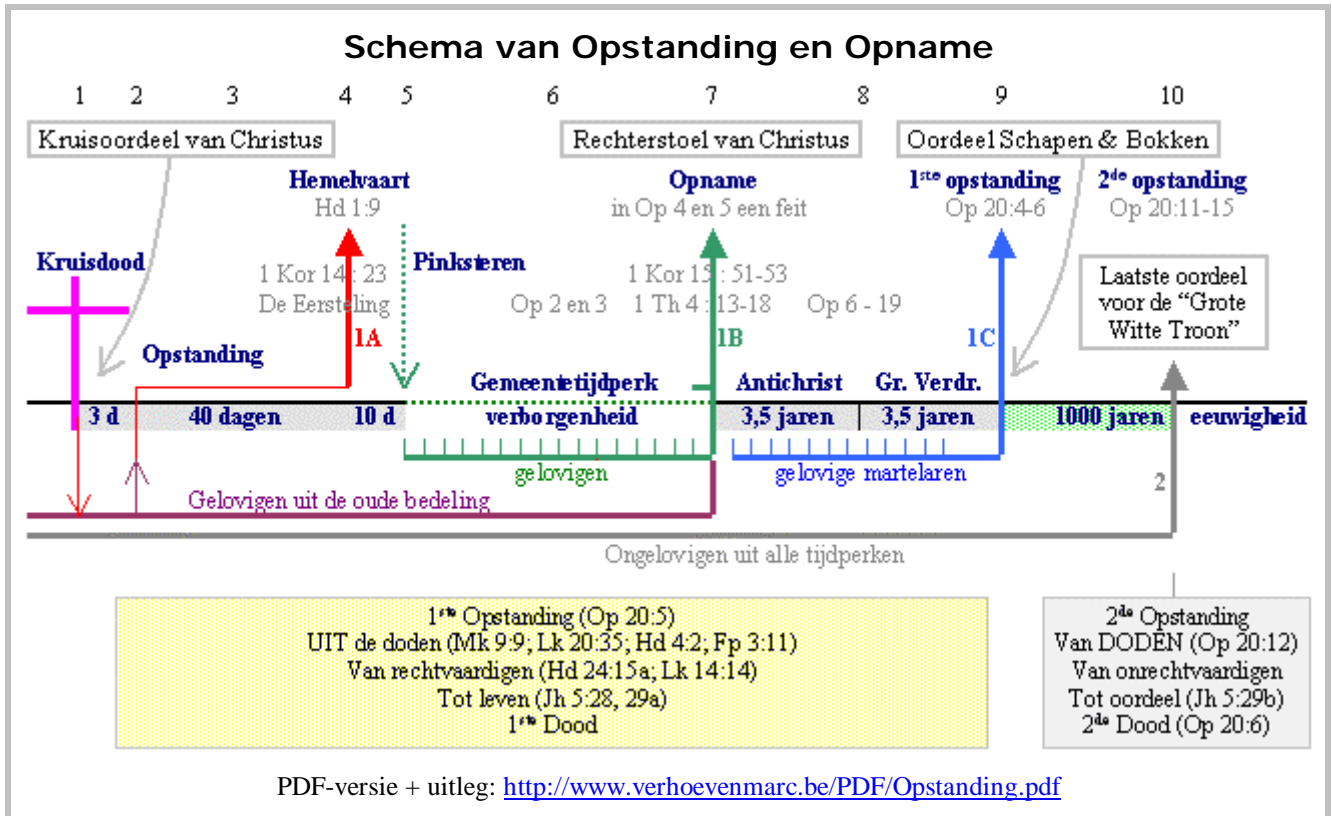 Schema van Opstanding en Opname
1 2 3 4 5 6 7 8 9 10
Kruisoordeel van Christus
Rechterstoel van Christus
Oordeel Schapen & Bokken
Hemelvaart
Hd 1:9
Opname
in Op 4 en 5 een feit
1ste opstanding
Op 20:4-6
2de opstanding
Op 20:11-15
Kruisdood
Pinksteren
1 Kor 14 : 23
De Eersteling
1 Kor 15 : 51-53
Op 2 en 3 1 Th 4 : 13-18 Op 6 - 19
Laatste oordeel
voor de “Grote
Witte Troon”
1A
1B
1C
Opstanding
Gemeentetijdperk
Antichrist
Gr. Verdr.
3 d 40 dagen 10 d verborgenheid 3,5 jaren 3,5 jaren 1000 jaren eeuwigheid
gelovigen
gelovige martelaren
2
Gelovigen uit de oude bedeling
Ongelovigen uit alle tijdperken
1ste Opstanding (Op 20:5)
UIT de doden (Mk 9:9; Lk 20:35; Hd 4:2; Fp 3:11)
Van rechtvaardigen (Hd 24:15a; Lk 14:14)
Tot leven (Jh 5:28, 29a)
1ste Dood
2de Opstanding
Van DODEN (Op 20:12)
Van onrechtvaardigen
Tot oordeel (Jh 5:29b)
2de Dood (Op 20:6)
PDF-versie + uitleg: http://www.verhoevenmarc.be/PDF/Opstanding.pdf